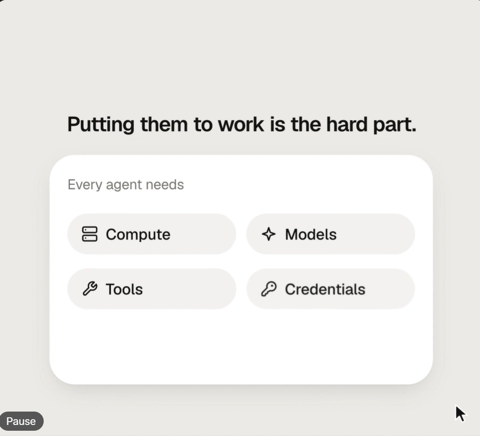 Putting them to work is the hard part.
Every agent needs
Compute
Models
Tools
Credentials
Pause